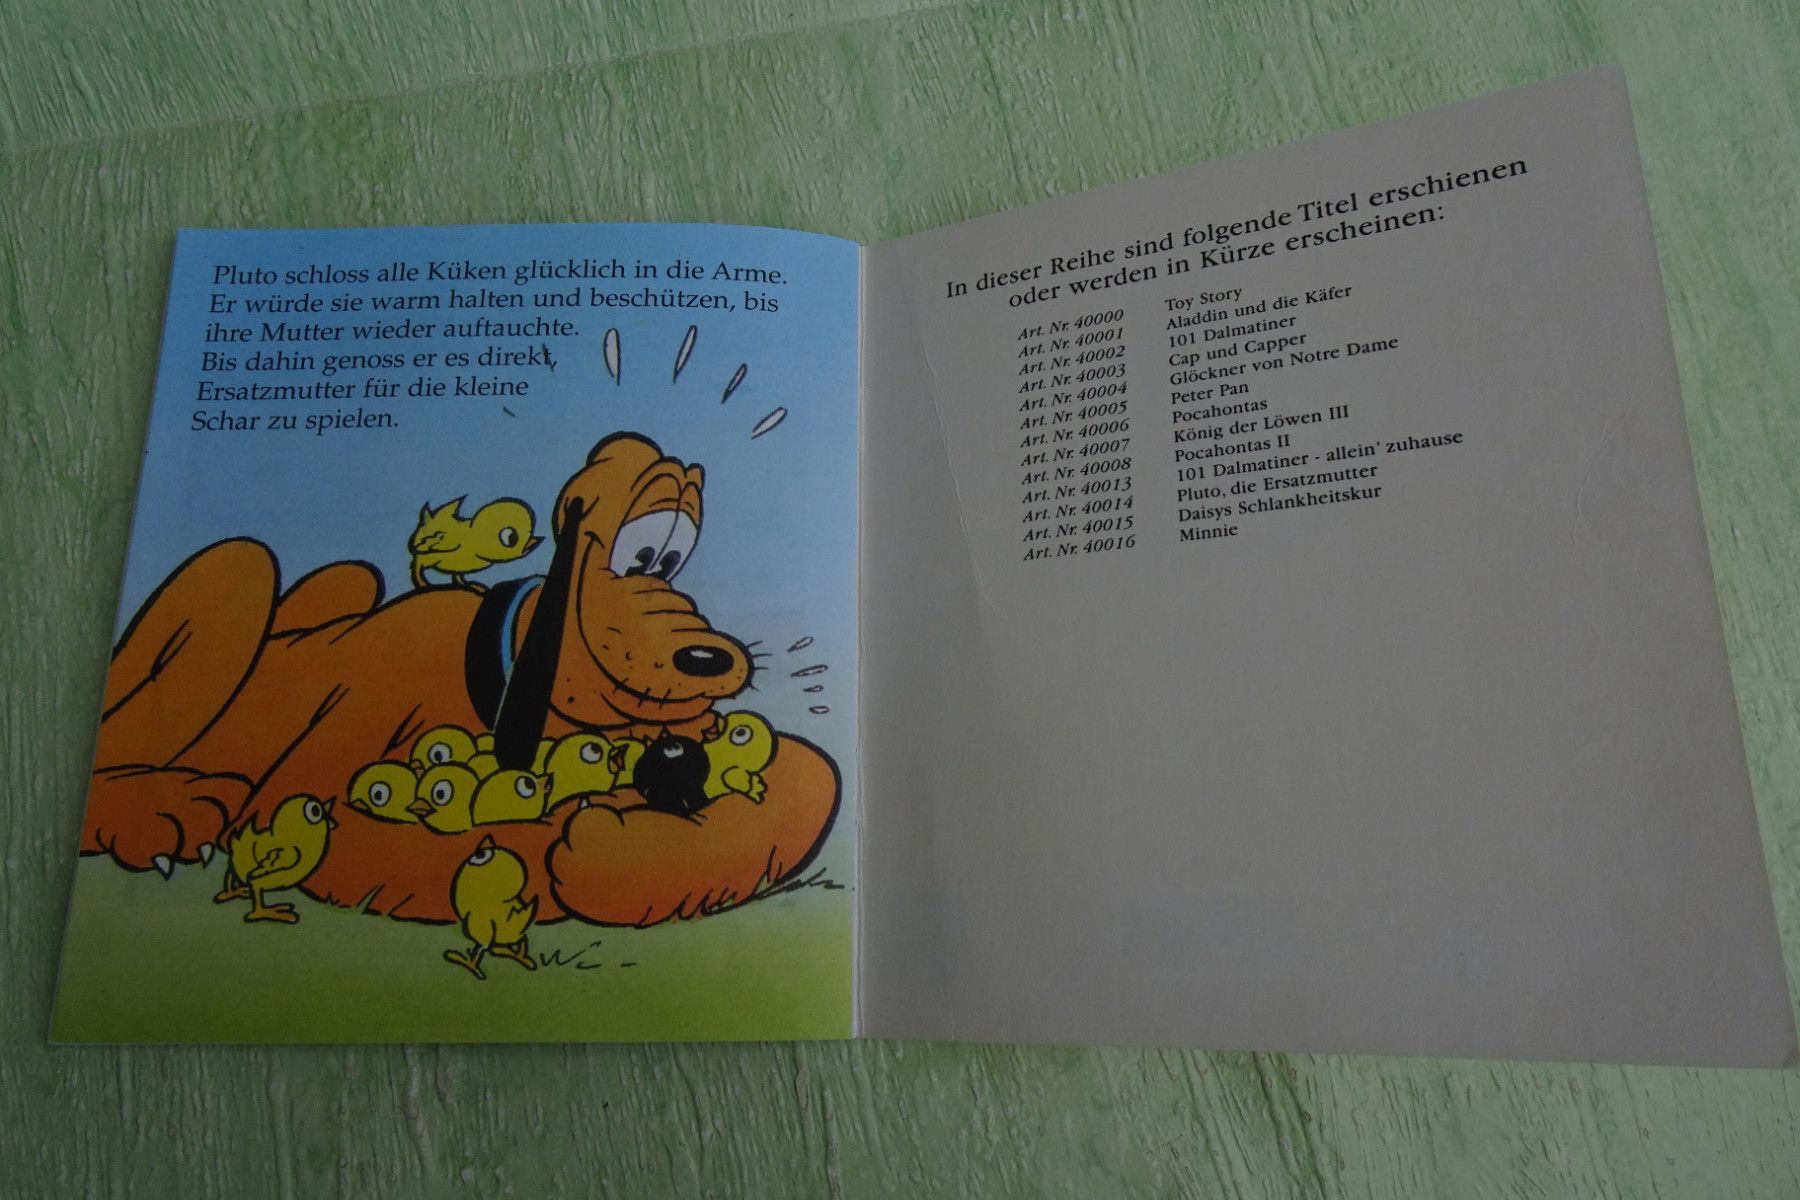 Pluto schloss alle Küken glücklich in die Arme.
Er würde sie warm halten und beschützen, bis
ihre Mutter wieder auftauchte.
Bis dahin genoss er es direkt,
Ersatzmutter für die kleine
Schar zu spielen.
In dieser Reihe sind folgende Titel erschienen
oder werden in Kürze erscheinen:
Art. Nr. 40000 Toy Story
Art. Nr. 40001 Aladdin und die Käfer
Art. Nr. 40002 101 Dalmatiner
Art. Nr. 40003 Cap und Capper
Art. Nr. 40004 Glöckner von Notre Dame
Art. Nr. 40005 Peter Pan
Art. Nr. 40006 Pocahontas
Art. Nr. 40007 König der Löwen III
Art. Nr. 40008 Pocahontas II
Art. Nr. 40013 101 Dalmatiner - allein' zuhause
Art. Nr. 40014 Pluto, die Ersatzmutter
Art. Nr. 40015 Daisys Schlankheitskur
Art. Nr. 40016 Minnie